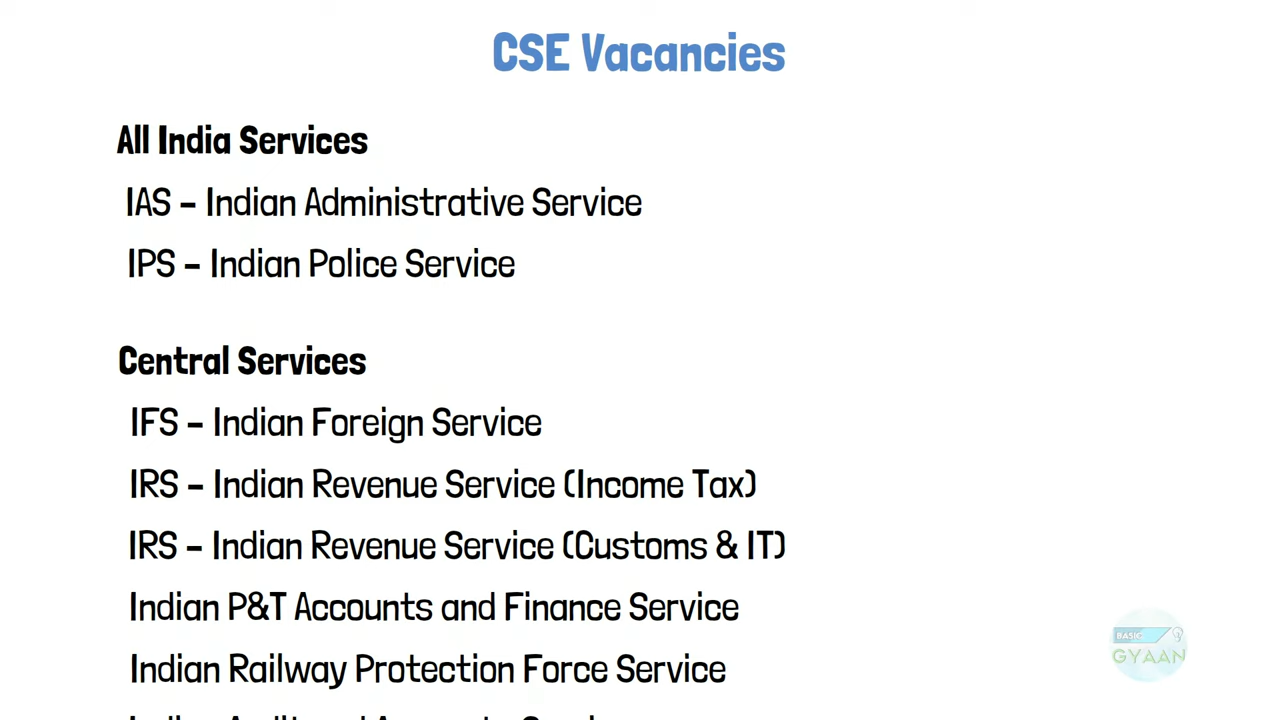 CSE Vacancies
All India Services
IAS – Indian Administrative Service
IPS – Indian Police Service
Central Services
IFS – Indian Foreign Service
IRS – Indian Revenue Service (Income Tax)
IRS – Indian Revenue Service (Customs & IT)
Indian P&T Accounts and Finance Service
Indian Railway Protection Force Service
BASIC
GYAAN